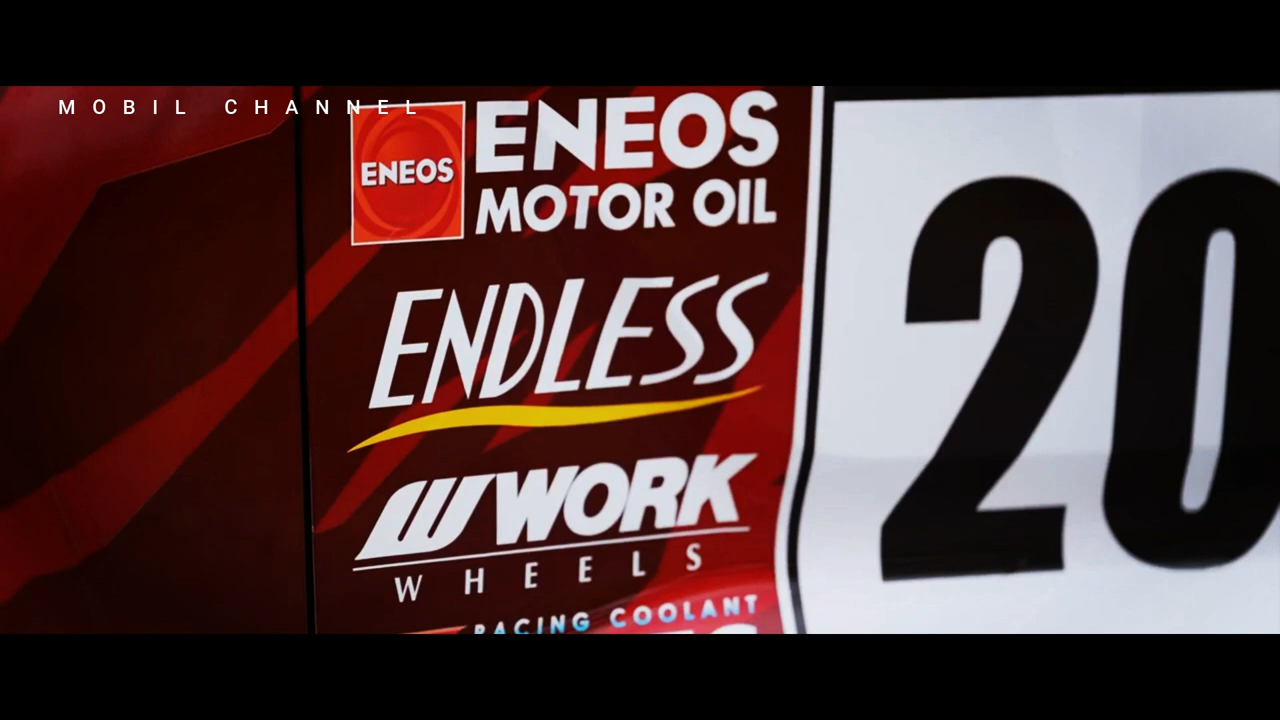 MOBIL CHANNEL
ENEOS
ENEOS
MOTOR OIL
ENDLESS
WORK
WHEELS
RACING COOLANT
20